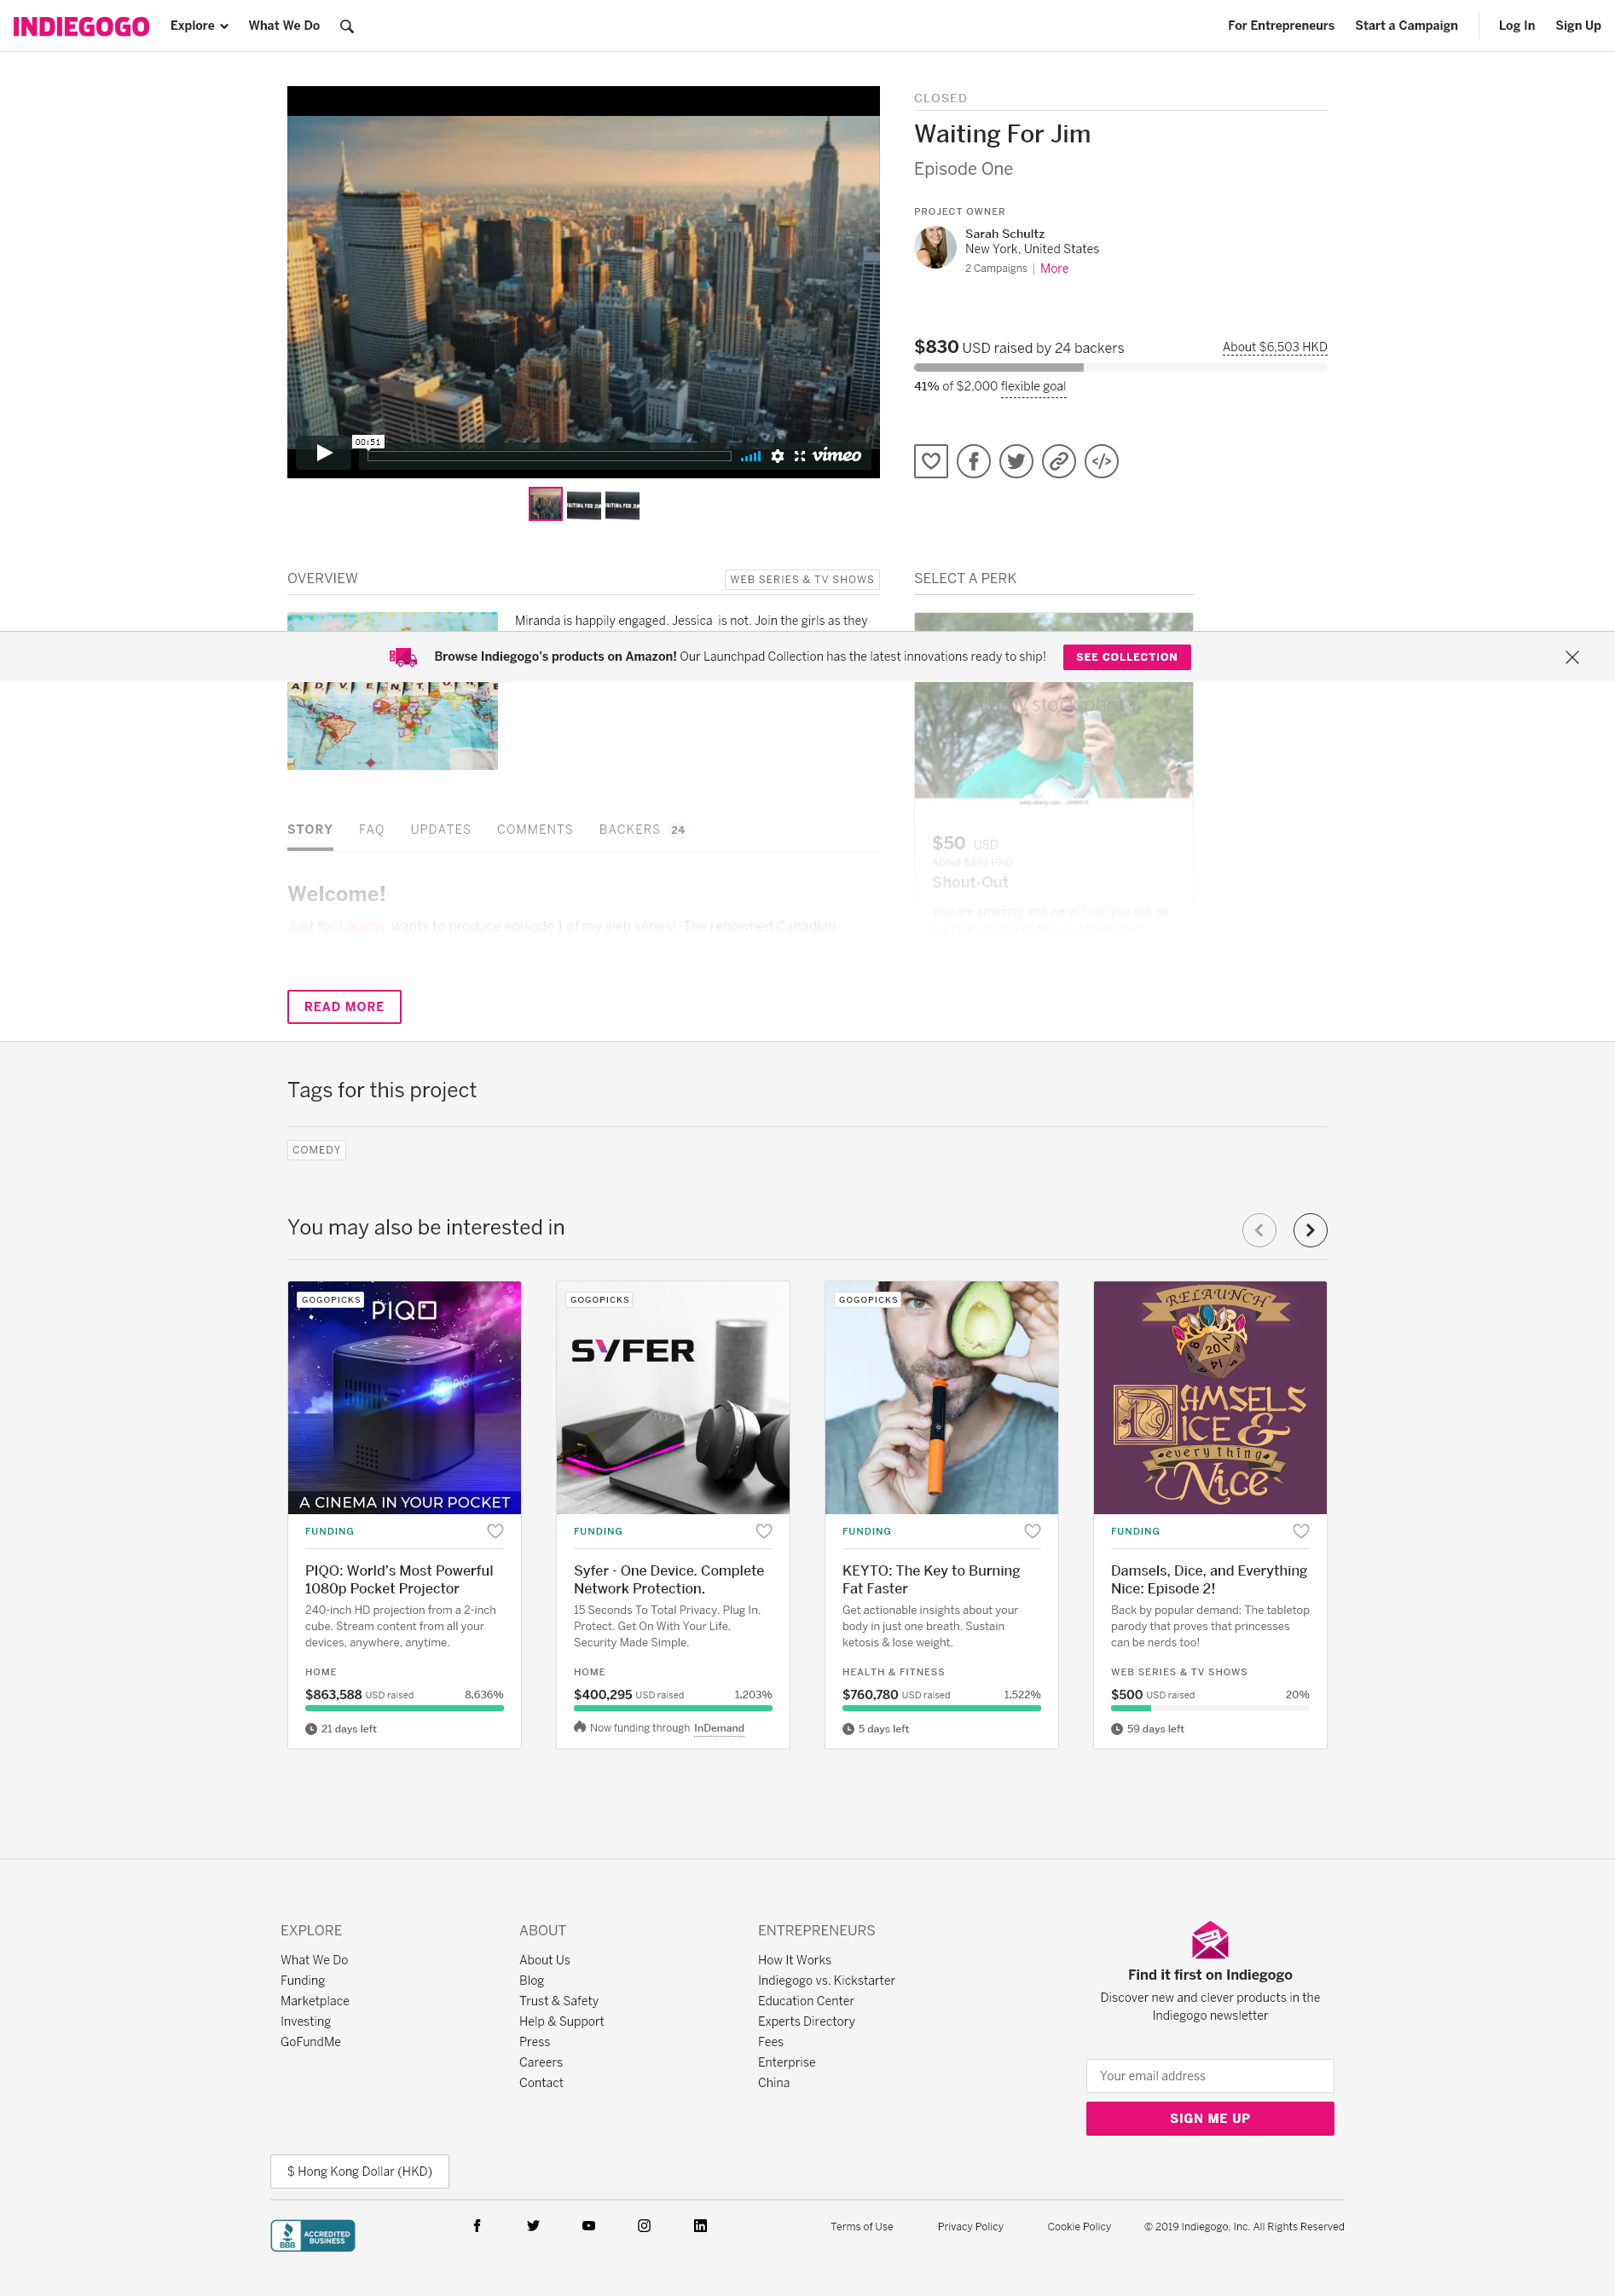 INDIEGOGO
Explore
What We Do
For Entrepreneurs
Start a Campaign
Log In
Sign Up
00:51
vimeo
WAITING FOR JIM
WAITING FOR JIM
CLOSED
Waiting For Jim
Episode One
PROJECT OWNER
Sarah Schultz
New York, United States
2 Campaigns | More
$830 USD raised by 24 backers
About $6,503 HKD
41% of $2,000 flexible goal
OVERVIEW
WEB SERIES & TV SHOWS
Miranda is happily engaged. Jessica is not. Join the girls as they
SELECT A PERK
Browse Indiegogo's products on Amazon! Our Launchpad Collection has the latest innovations ready to ship!
SEE COLLECTION
ADVENTURE
stock photo
STORY
FAQ
UPDATES
COMMENTS
BACKERS 24
Welcome!
Just for Laughs wants to produce episode 1 of my web series! The renowned Canadian
$50 USD
About $392 HKD
Shout-Out
You are amazing and we will call you out on
READ MORE
Tags for this project
COMEDY
You may also be interested in
GOGOPICKS
PIQO
PIQO
A CINEMA IN YOUR POCKET
FUNDING
PIQO: World's Most Powerful
1080p Pocket Projector
240-inch HD projection from a 2-inch
cube. Stream content from all your
devices, anywhere, anytime.
HOME
$863,588 USD raised
8,636%
21 days left
GOGOPICKS
SYFER
FUNDING
Syfer - One Device. Complete
Network Protection.
15 Seconds To Total Privacy. Plug In.
Protect. Get On With Your Life.
Security Made Simple.
HOME
$400,295 USD raised
1,203%
Now funding through InDemand
GOGOPICKS
FUNDING
KEYTO: The Key to Burning
Fat Faster
Get actionable insights about your
body in just one breath. Sustain
ketosis & lose weight.
HEALTH & FITNESS
$760,780 USD raised
1,522%
5 days left
RELAUNCH
20
14
DAMSELS
DICE &
everything
Nice
FUNDING
Damsels, Dice, and Everything
Nice: Episode 2!
Back by popular demand: The tabletop
parody that proves that princesses
can be nerds too!
WEB SERIES & TV SHOWS
$500 USD raised
20%
59 days left
EXPLORE
What We Do
Funding
Marketplace
Investing
GoFundMe
ABOUT
About Us
Blog
Trust & Safety
Help & Support
Press
Careers
Contact
ENTREPRENEURS
How It Works
Indiegogo vs. Kickstarter
Education Center
Experts Directory
Fees
Enterprise
China
Find it first on Indiegogo
Discover new and clever products in the
Indiegogo newsletter
Your email address
SIGN ME UP
$ Hong Kong Dollar (HKD)
BBB
ACCREDITED
BUSINESS
Terms of Use
Privacy Policy
Cookie Policy
© 2019 Indiegogo, Inc. All Rights Reserved